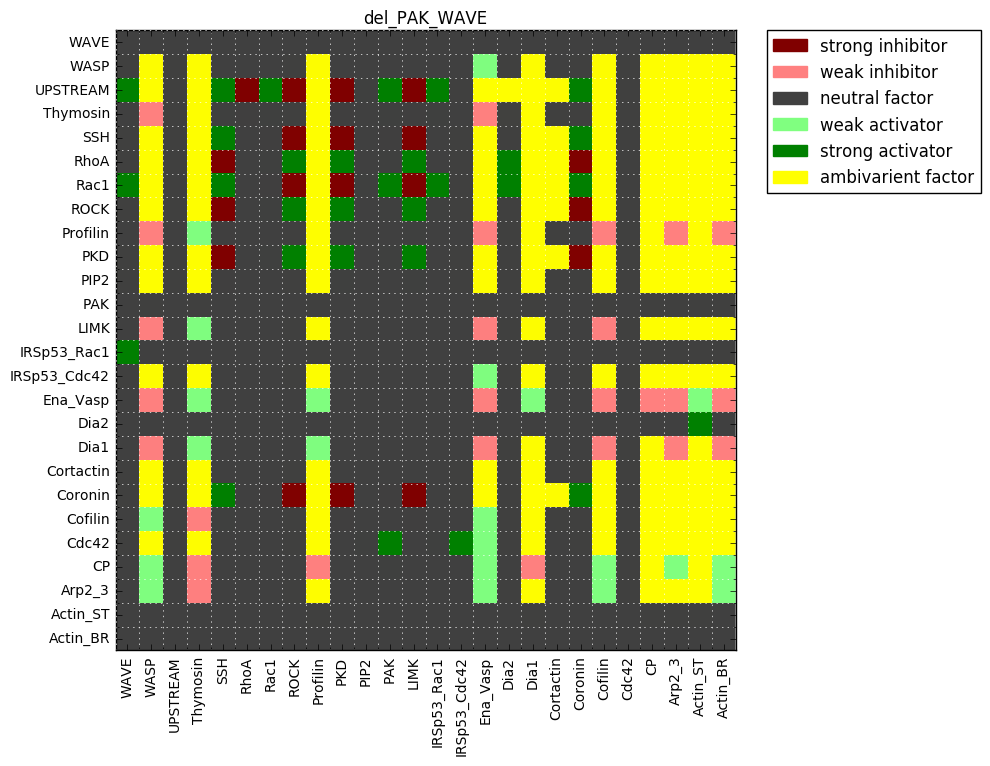 del_PAK_WAVE
WAVE
WASP
UPSTREAM
Thymosin
SSH
RhoA
Rac1
ROCK
Profilin
PKD
PIP2
PAK
LIMK
IRSp53_Rac1
IRSp53_Cdc42
Ena_Vasp
Dia2
Dia1
Cortactin
Coronin
Cofilin
Cdc42
CP
Arp2_3
Actin_ST
Actin_BR
WAVE
WASP
UPSTREAM
Thymosin
SSH
RhoA
Rac1
ROCK
Profilin
PKD
PIP2
PAK
LIMK
IRSp53_Rac1
IRSp53_Cdc42
Ena_Vasp
Dia2
Dia1
Cortactin
Coronin
Cofilin
Cdc42
CP
Arp2_3
Actin_ST
Actin_BR
strong inhibitor
weak inhibitor
neutral factor
weak activator
strong activator
ambivarient factor